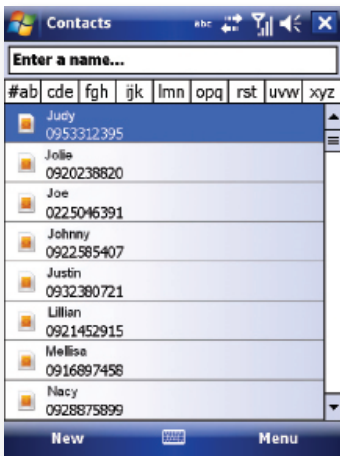 Contacts abc
Enter a name...
#ab cde fgh ijk lmn opq rst uvw xyz
Judy
0953312395
Jolie
0920238820
Joe
0225046391
Johnny
0922585407
Justin
0932380721
Lillian
0921452915
Mellisa
0916897458
Nacy
0928875899
New Menu